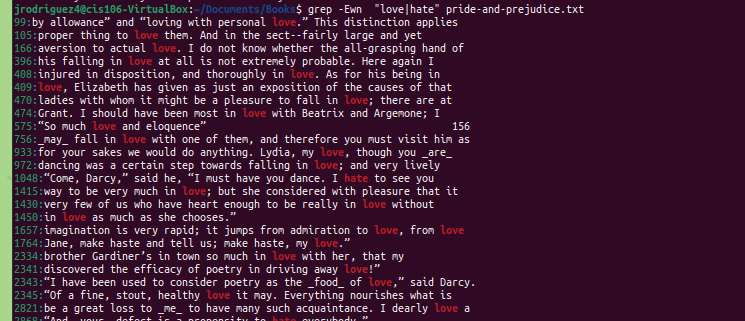 jrodriguez4@cis106-VirtualBox:~/Documents/Books$ grep -Ewn  "love|hate" pride-and-prejudice.txt
99:by allowance” and “loving with personal love.” This distinction applies
105:proper thing to love them. And in the sect--fairly large and yet
166:aversion to actual love. I do not know whether the all-grasping hand of
396:his falling in love at all is not extremely probable. Here again I
408:injured in disposition, and thoroughly in love. As for his being in
409:love, Elizabeth has given as just an exposition of the causes of that
470:ladies with whom it might be a pleasure to fall in love; there are at
474:Grant. I should have been most in love with Beatrix and Argemone; I
575:“So much love and eloquence”                                        156
756:_may_ fall in love with one of them, and therefore you must visit him as
933:for your sakes we would do anything. Lydia, my love, though you _are_
972:dancing was a certain step towards falling in love; and very lively
1048:“Come, Darcy,” said he, “I must have you dance. I hate to see you
1415:way to be very much in love; but she considered with pleasure that it
1430:very few of us who have heart enough to be really in love without
1450:in love as much as she chooses.”
1657:imagination is very rapid; it jumps from admiration to love, from love
1764:Jane, make haste and tell us; make haste, my love.”
2334:brother Gardiner’s in town so much in love with her, that my
2341:discovered the efficacy of poetry in driving away love!”
2343:“I have been used to consider poetry as the _food_ of love,” said Darcy.
2345:“Of a fine, stout, healthy love it may. Everything nourishes what is
2821:be a great loss to _me_ to have many such acquaintance. I dearly love a
2868:“And _your_ defect is a propensity to hate everybody.”